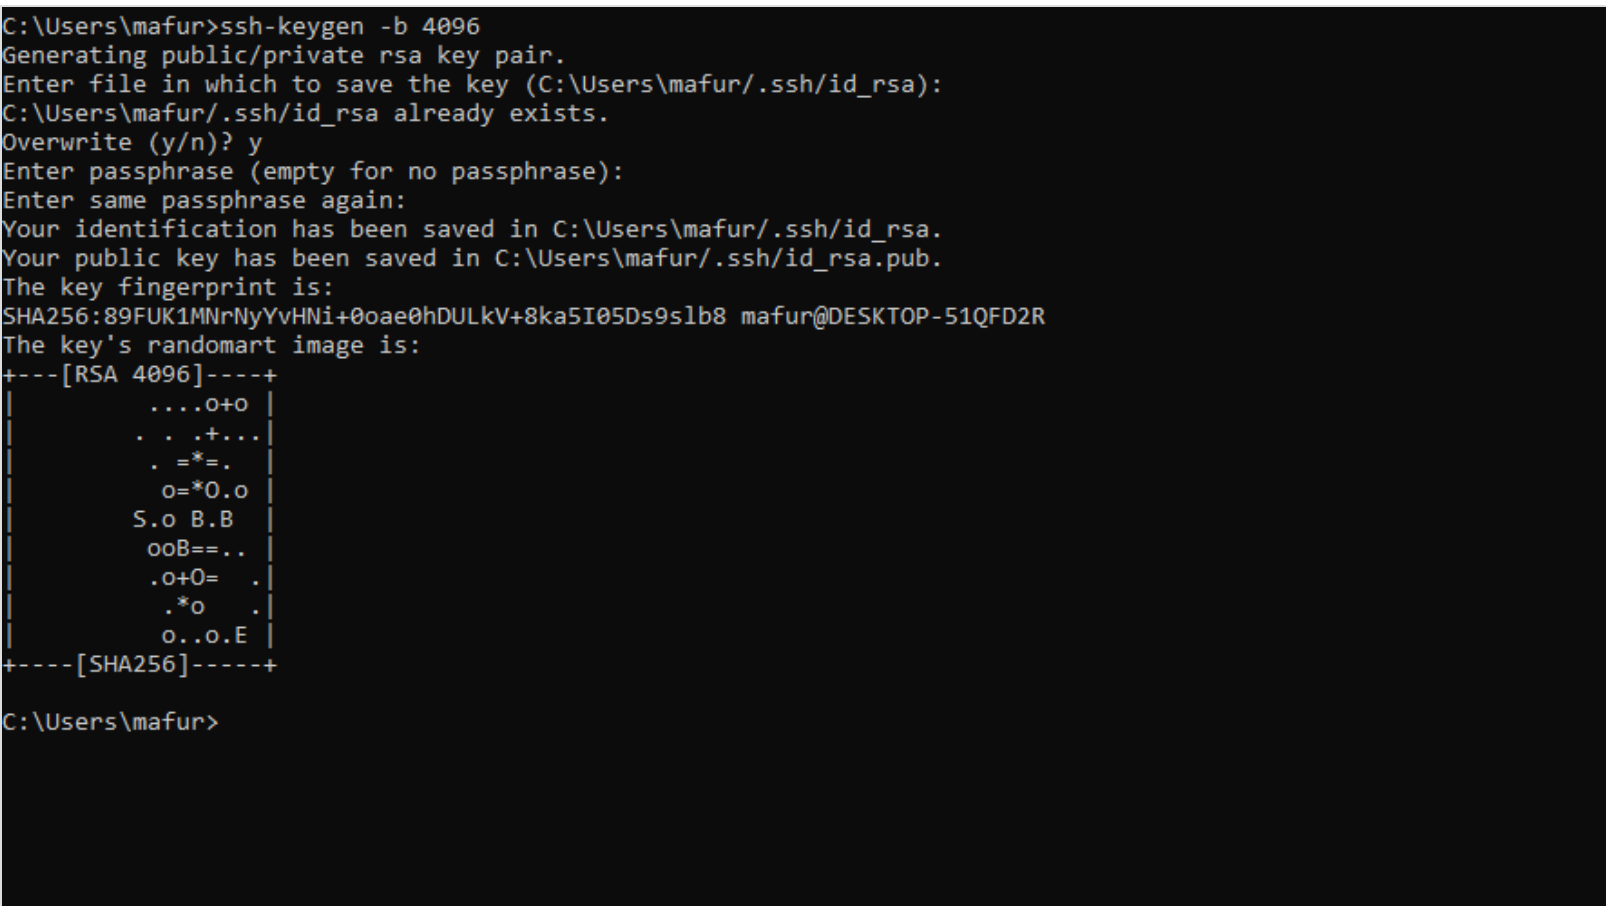 C:\Users\mafur>ssh-keygen -b 4096
Generating public/private rsa key pair.
Enter file in which to save the key (C:\Users\mafur/.ssh/id_rsa):
C:\Users\mafur/.ssh/id_rsa already exists.
Overwrite (y/n)? y
Enter passphrase (empty for no passphrase):
Enter same passphrase again:
Your identification has been saved in C:\Users\mafur/.ssh/id_rsa.
Your public key has been saved in C:\Users\mafur/.ssh/id_rsa.pub.
The key fingerprint is:
SHA256:89FUK1MNrNyYvHNi+0oae0hDULkV+8ka5I05Ds9slb8 mafur@DESKTOP-51QFD2R
The key's randomart image is:
+---[RSA 4096]----+
|         ....o+o |
|        . . .+...|
|         . =*=.  |
|          o=*O.o |
|        S.o B.B  |
|         ooB==.. |
|         .o+O=  .|
|          .*o   .|
|          o..o.E |
+----[SHA256]-----+
C:\Users\mafur>